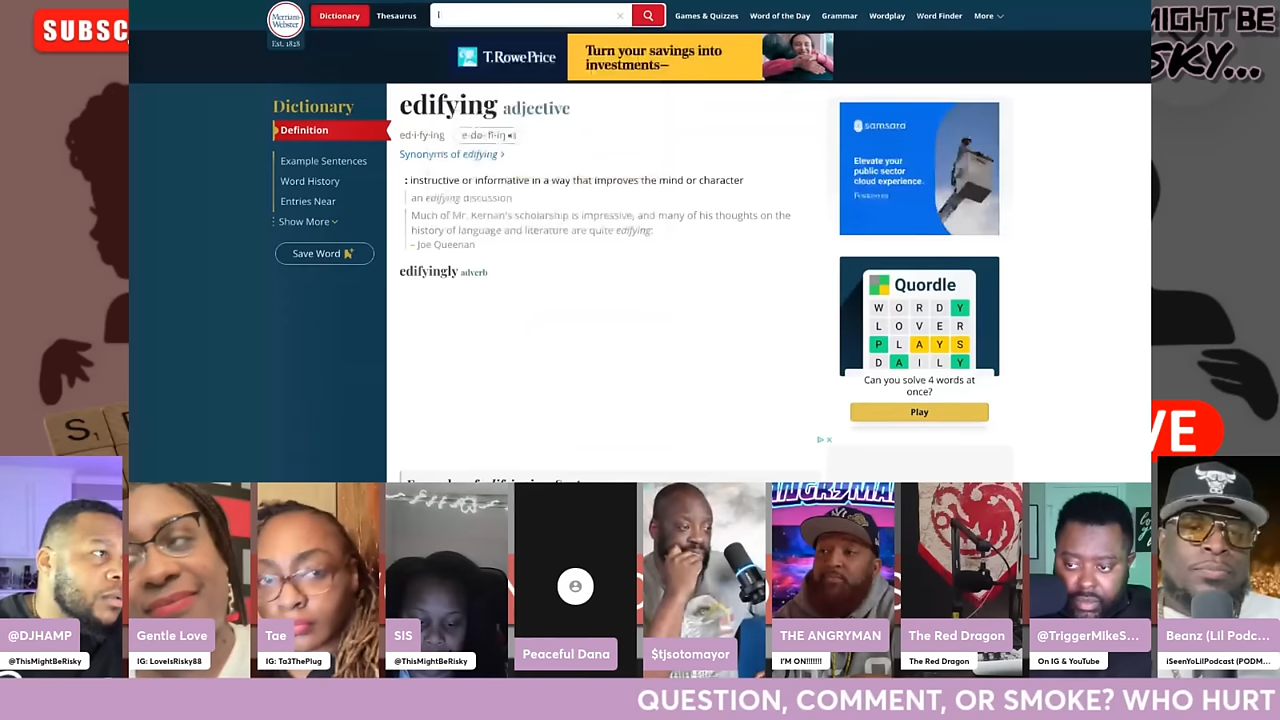 SUBSC
MIGHT BE
SKY...
Merriam-
Webster
Est. 1828
Dictionary
Thesaurus
Games & Quizzes
Word of the Day
Grammar
Wordplay
Word Finder
More
T.RowePrice
Turn your savings into
investments—
Dictionary
Definition
Example Sentences
Word History
Entries Near
Show More
Save Word
edifying adjective
ed·i·fy·ing
Synonyms of edifying
: instructive or informative in a way that improves the mind or character
an edifying discussion
Much of Mr. Kernan's scholarship is impressive, and many of his thoughts on the
history of language and literature are quite edifying.
– Joe Queenan
edifyingly adverb
samsara
Elevate your
public sector
cloud experience.
Quordle
W O R D Y
L O V E R
P L A Y S
D A I L Y
Can you solve 4 words at
once?
Play
VE
@DJHAMP
@ThisMightBeRisky
Gentle Love
IG: LoveIsRisky88
Tae
IG: Ta3ThePlug
SIS
@ThisMightBeRisky
Peaceful Dana
$tjsotomayor
ANGRYMA
THE ANGRYMAN
I'M ON!!!!!!!
The Red Dragon
The Red Dragon
@TriggerMikeS...
On IG & YouTube
Beanz (Lil Podc...
iSeenYoLilPodcast (PODM...
QUESTION, COMMENT, OR SMOKE? WHO HURT